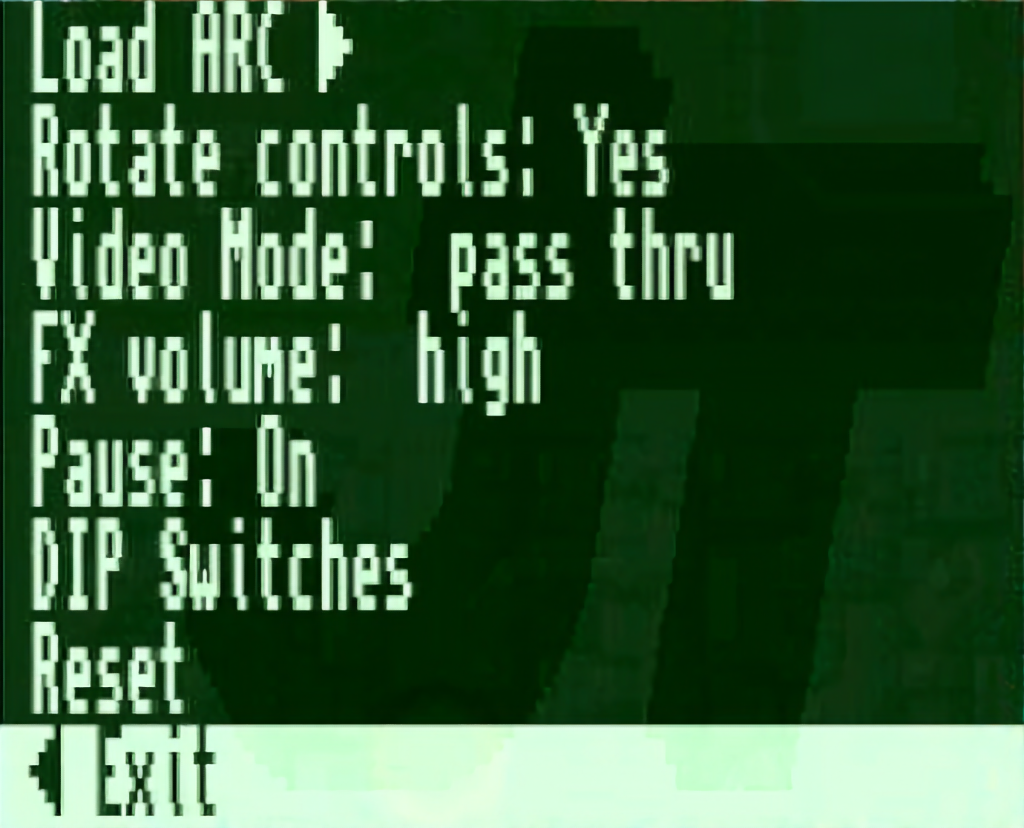 Load ARC ▶
Rotate controls: Yes
Video Mode:  pass thru
FX volume:  high
Pause: On
DIP Switches
Reset
◀ Exit